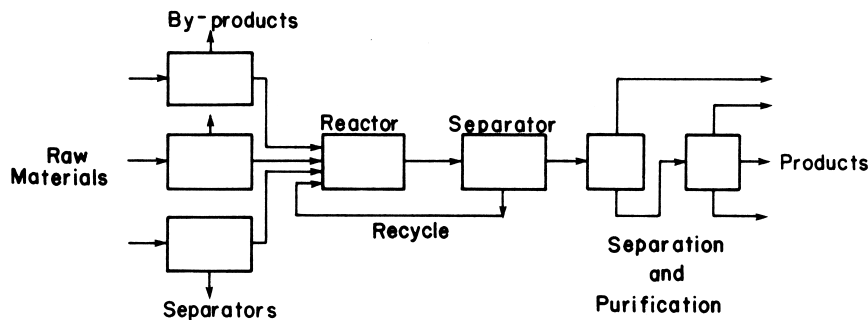 By-products
Reactor
Separator
Raw
Materials
Products
Recycle
Separation
and
Purification
Separators